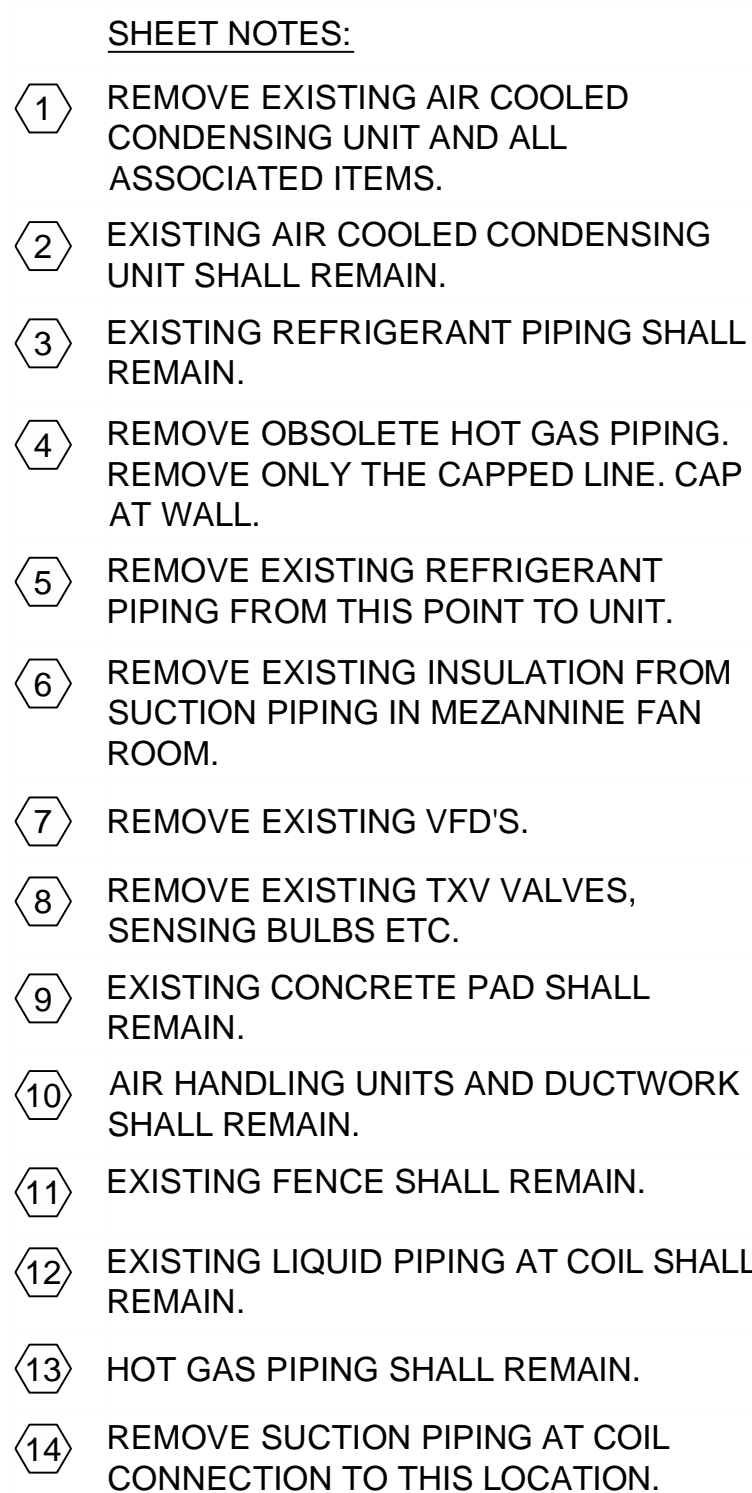 SHEET NOTES:
1 REMOVE EXISTING AIR COOLED
CONDENSING UNIT AND ALL
ASSOCIATED ITEMS.
2 EXISTING AIR COOLED CONDENSING
UNIT SHALL REMAIN.
3 EXISTING REFRIGERANT PIPING SHALL
REMAIN.
4 REMOVE OBSOLETE HOT GAS PIPING.
REMOVE ONLY THE CAPPED LINE. CAP
AT WALL.
5 REMOVE EXISTING REFRIGERANT
PIPING FROM THIS POINT TO UNIT.
6 REMOVE EXISTING INSULATION FROM
SUCTION PIPING IN MEZANNINE FAN
ROOM.
7 REMOVE EXISTING VFD'S.
8 REMOVE EXISTING TXV VALVES,
SENSING BULBS ETC.
9 EXISTING CONCRETE PAD SHALL
REMAIN.
10 AIR HANDLING UNITS AND DUCTWORK
SHALL REMAIN.
11 EXISTING FENCE SHALL REMAIN.
12 EXISTING LIQUID PIPING AT COIL SHALL
REMAIN.
13 HOT GAS PIPING SHALL REMAIN.
14 REMOVE SUCTION PIPING AT COIL
CONNECTION TO THIS LOCATION.